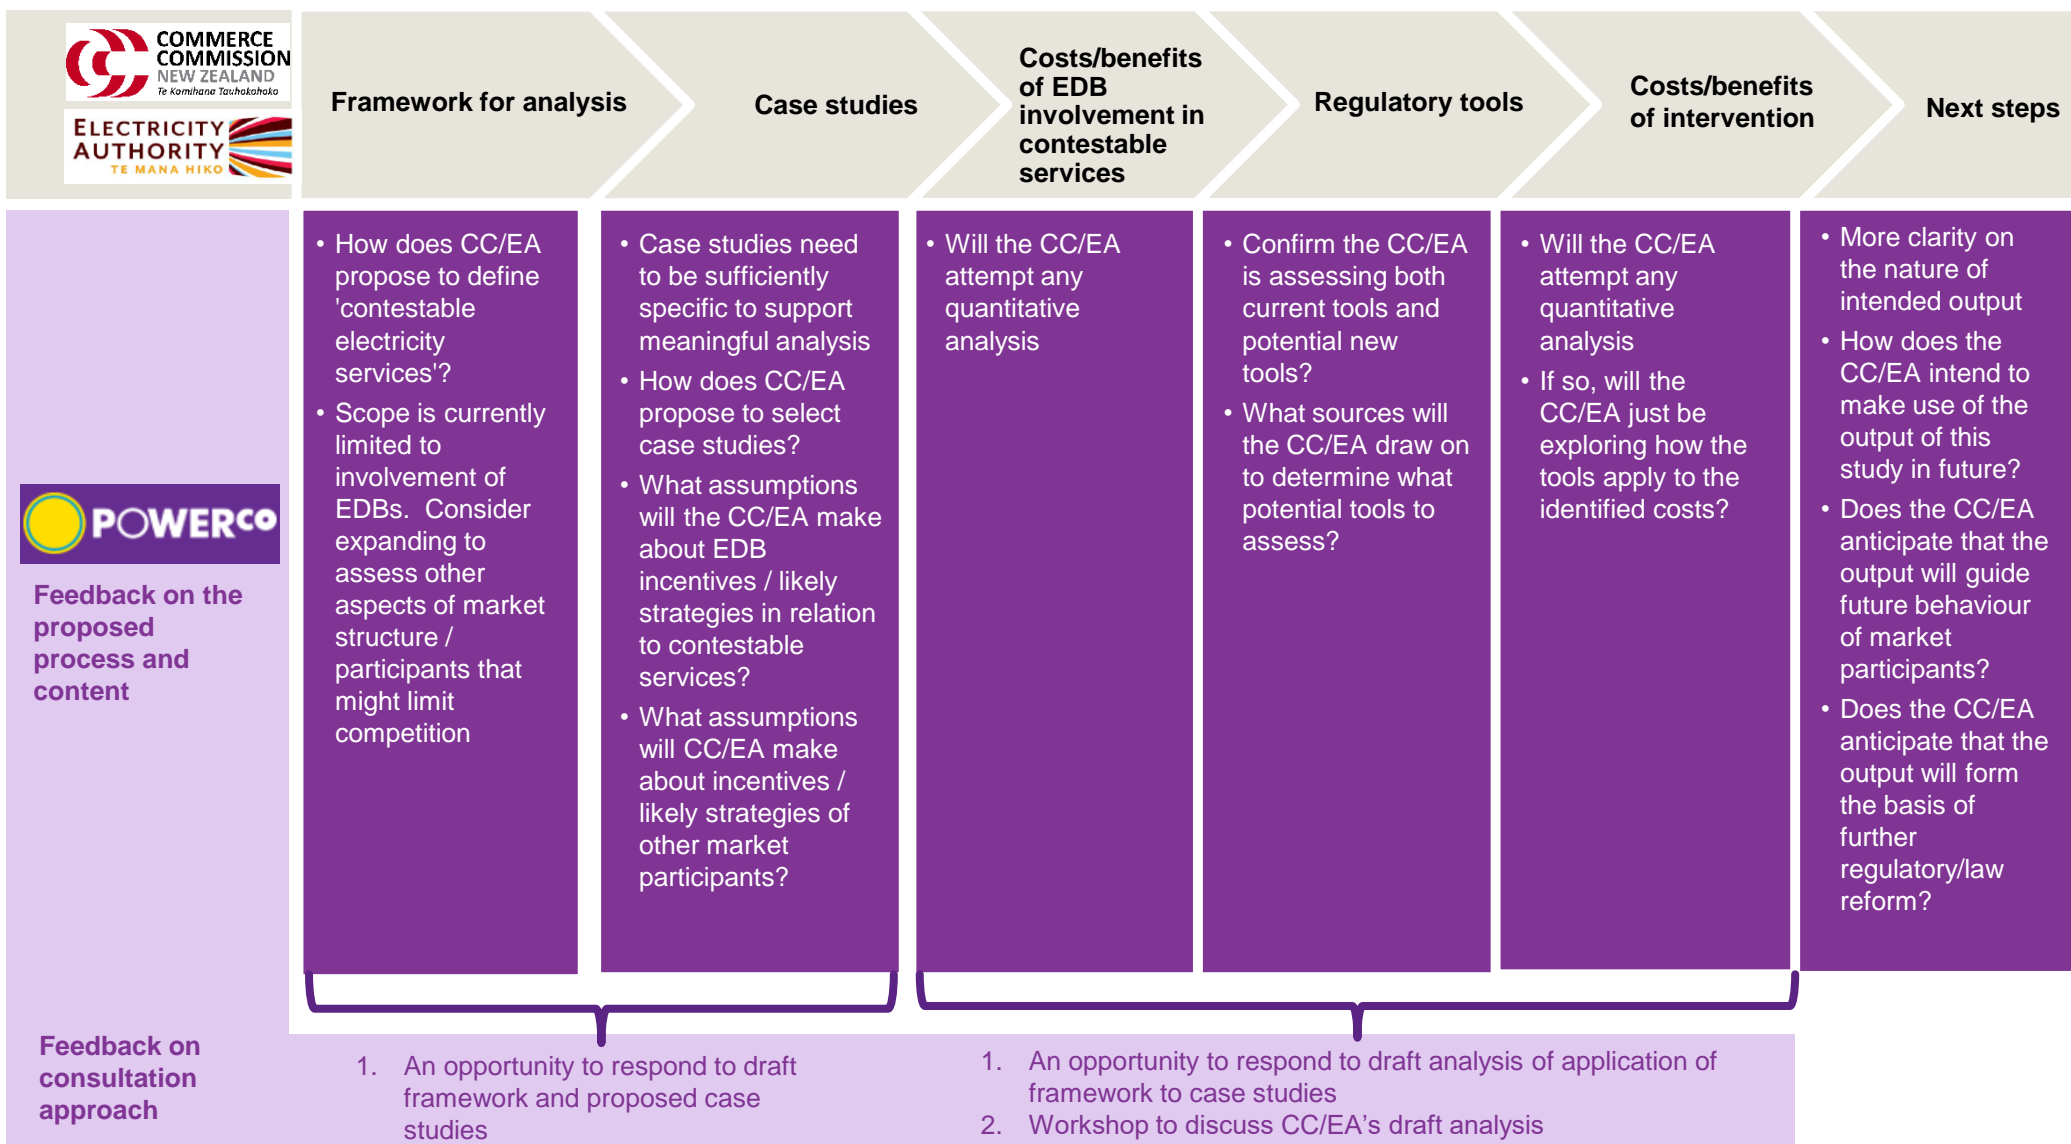 COMMERCE
COMMISSION
NEW ZEALAND
Te Komihana Tauhokohoko
ELECTRICITY
AUTHORITY
TE MANA HIKO
Framework for analysis
Case studies
Costs/benefits
of EDB
involvement in
contestable
services
Regulatory tools
Costs/benefits
of intervention
Next steps
POWERCO
Feedback on the
proposed
process and
content
• How does CC/EA
propose to define
'contestable
electricity
services'?
• Scope is currently
limited to
involvement of
EDBs.  Consider
expanding to
assess other
aspects of market
structure /
participants that
might limit
competition
• Case studies need
to be sufficiently
specific to support
meaningful analysis
• How does CC/EA
propose to select
case studies?
• What assumptions
will the CC/EA make
about EDB
incentives / likely
strategies in relation
to contestable
services?
• What assumptions
will CC/EA make
about incentives /
likely strategies of
other market
participants?
• Will the CC/EA
attempt any
quantitative
analysis
• Confirm the CC/EA
is assessing both
current tools and
potential new
tools?
• What sources will
the CC/EA draw on
to determine what
potential tools to
assess?
• Will the CC/EA
attempt any
quantitative
analysis
• If so, will the
CC/EA just be
exploring how the
tools apply to the
identified costs?
• More clarity on
the nature of
intended output
• How does the
CC/EA intend to
make use of the
output of this
study in future?
• Does the CC/EA
anticipate that the
output will guide
future behaviour
of market
participants?
• Does the CC/EA
anticipate that the
output will form
the basis of
further
regulatory/law
reform?
Feedback on
consultation
approach
1. An opportunity to respond to draft
framework and proposed case
studies
1. An opportunity to respond to draft analysis of application of
framework to case studies
2. Workshop to discuss CC/EA’s draft analysis